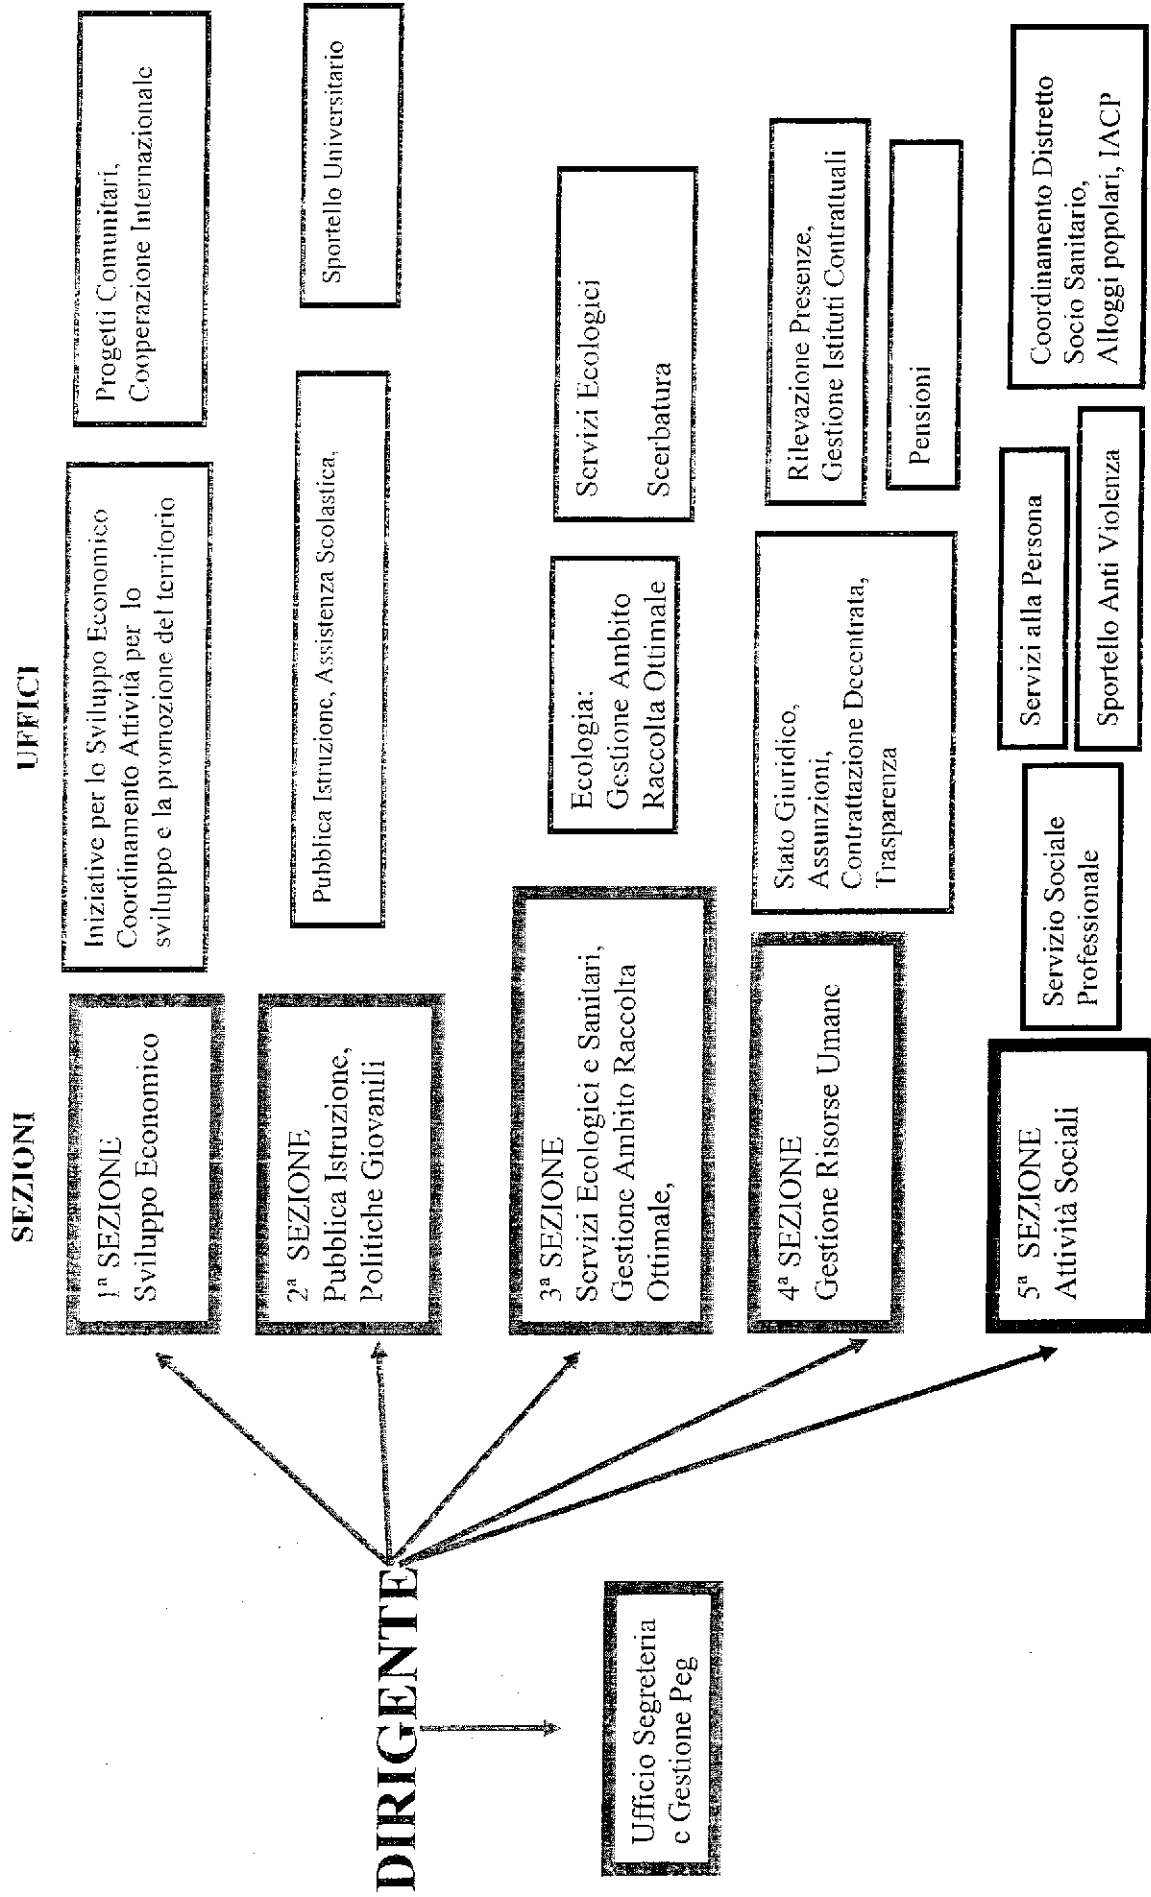 SEZIONI
UFFICI
DIRIGENTE
Ufficio Segreteria
e Gestione Peg
1ª SEZIONE
Sviluppo Economico
Iniziative per lo Sviluppo Economico
Coordinamento Attività per lo
sviluppo e la promozione del territorio
Progetti Comunitari,
Cooperazione Internazionale
2ª SEZIONE
Pubblica Istruzione,
Politiche Giovanili
Pubblica Istruzione, Assistenza Scolastica,
Sportello Universitario
3ª SEZIONE
Servizi Ecologici e Sanitari,
Gestione Ambito Raccolta
Ottimale,
Ecologia:
Gestione Ambito
Raccolta Ottimale
Servizi Ecologici
Scerbatura
4ª SEZIONE
Gestione Risorse Umane
Stato Giuridico,
Assunzioni,
Contrattazione Decentrata,
Trasparenza
Rilevazione Presenze,
Gestione Istituti Contrattuali
Pensioni
5ª SEZIONE
Attività Sociali
Servizio Sociale
Professionale
Servizi alla Persona
Sportello Anti Violenza
Coordinamento Distretto
Socio Sanitario,
Alloggi popolari, IACP